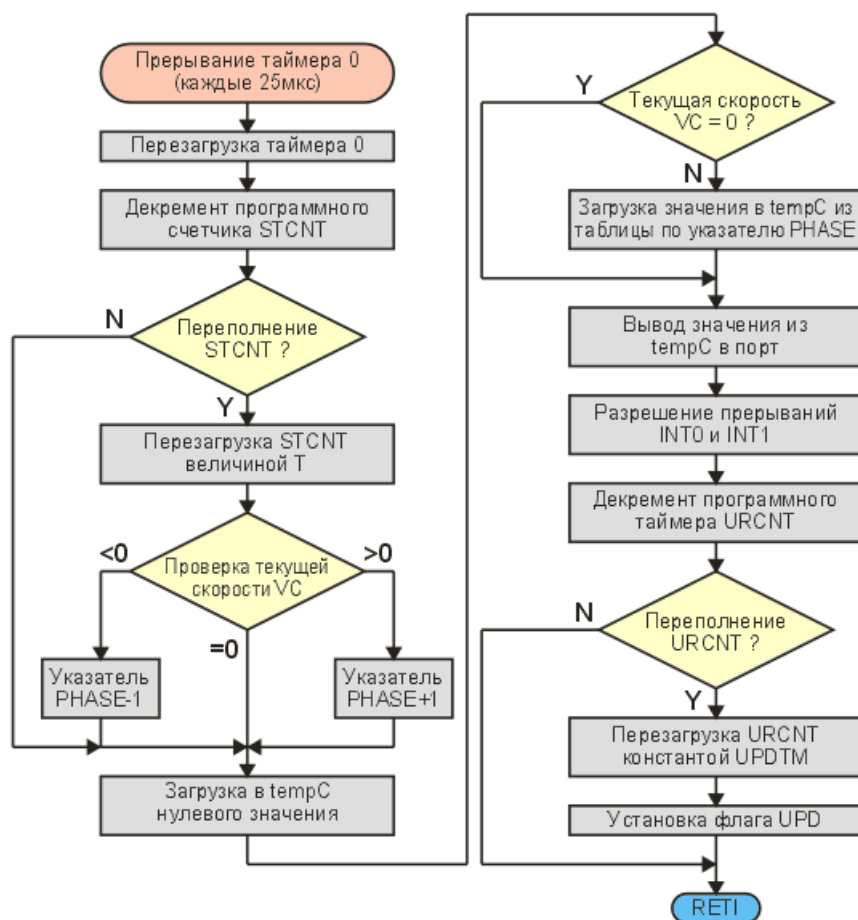 Прерывание таймера 0
(каждые 25мкс)
Перезагрузка таймера 0
Декремент программного
счетчика STCNT
Переполнение
STCNT ?
N
Y
Перезагрузка STCNT
величиной T
Проверка текущей
скорости VC
<0
>0
=0
Указатель
PHASE-1
Указатель
PHASE+1
Загрузка в tempC
нулевого значения
Текущая скорость
VC = 0 ?
Y
N
Загрузка значения в tempC из
таблицы по указателю PHASE
Вывод значения из
tempC в порт
Разрешение прерываний
INT0 и INT1
Декремент программного
таймера URCNT
Переполнение
URCNT ?
N
Y
Перезагрузка URCNT
константой UPDTM
Установка флага UPD
RETI